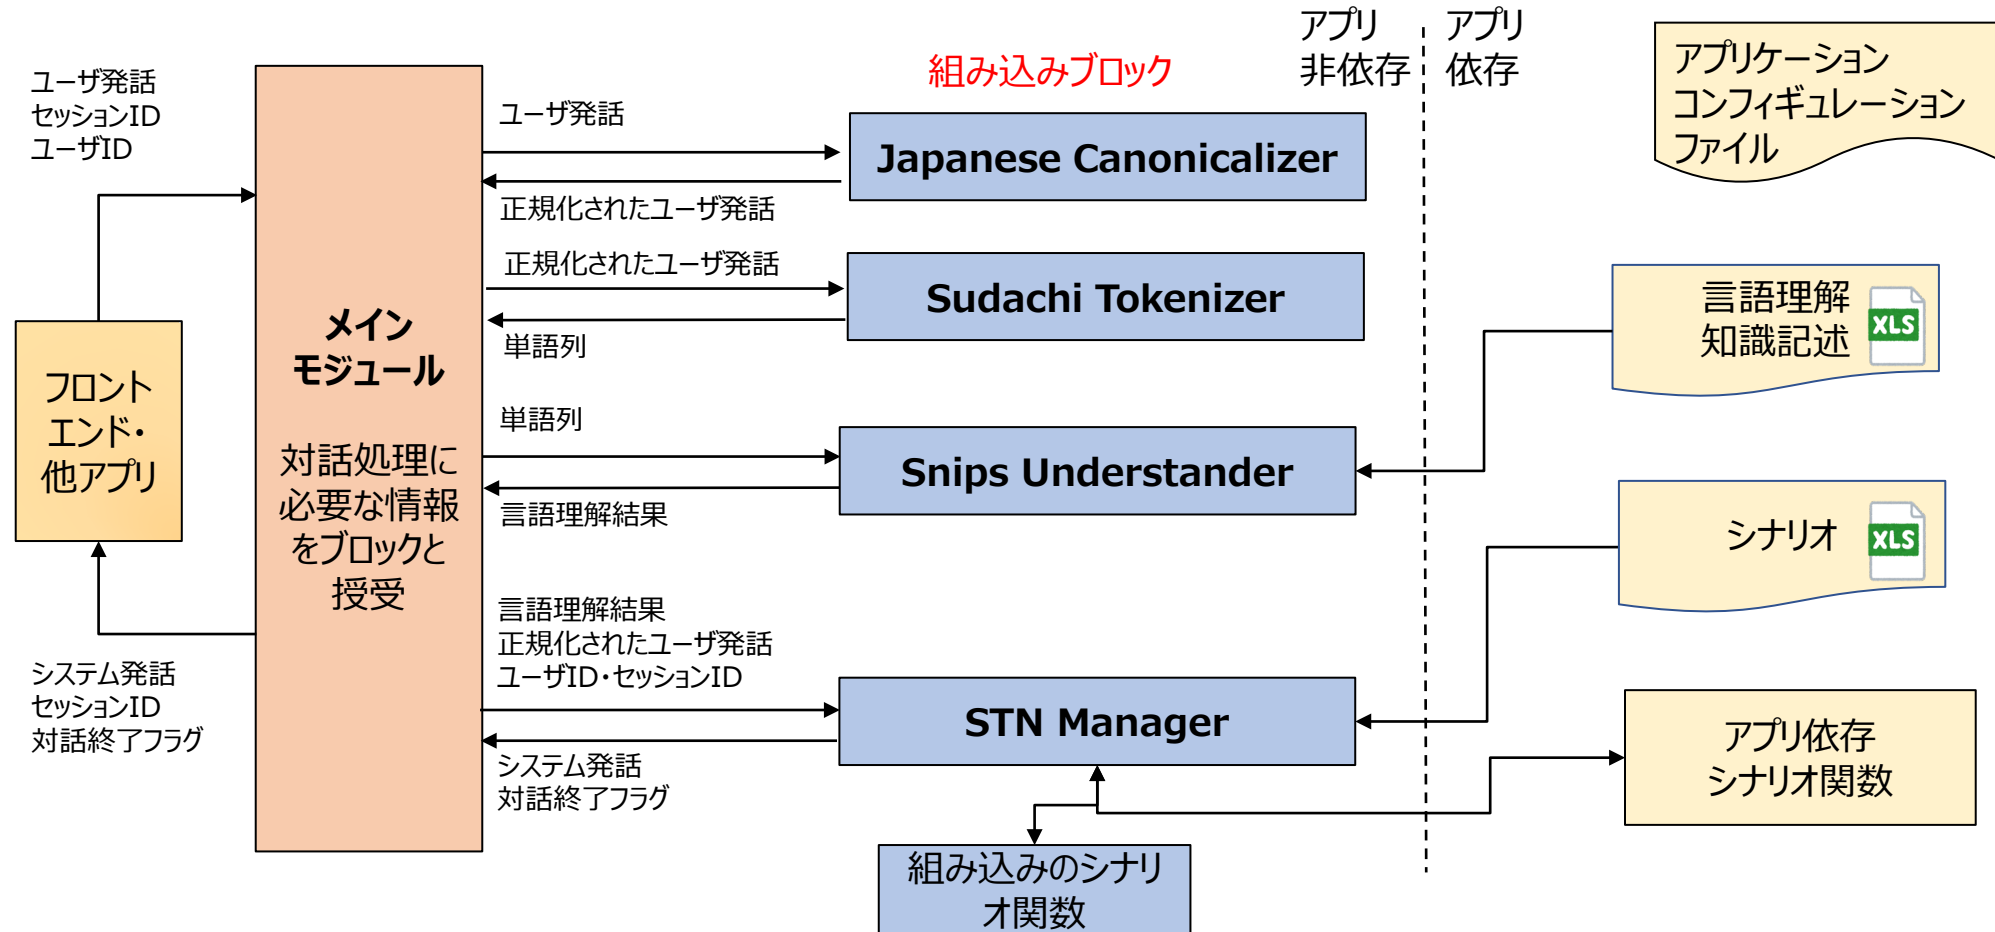 アプリ
非依存
アプリ
依存
組み込みブロック
アプリケーション
コンフィギュレーション
ファイル
ユーザ発話
セッションID
ユーザID
フロント
エンド・
他アプリ
システム発話
セッションID
対話終了フラグ
メイン
モジュール
対話処理に
必要な情報
をブロックと
授受
ユーザ発話
Japanese Canonicalizer
正規化されたユーザ発話
正規化されたユーザ発話
Sudachi Tokenizer
単語列
単語列
Snips Understander
言語理解結果
言語理解結果
正規化されたユーザ発話
ユーザID・セッションID
STN Manager
システム発話
対話終了フラグ
組み込みのシナリ
オ関数
言語理解
知識記述
XLS
シナリオ
XLS
アプリ依存
シナリオ関数